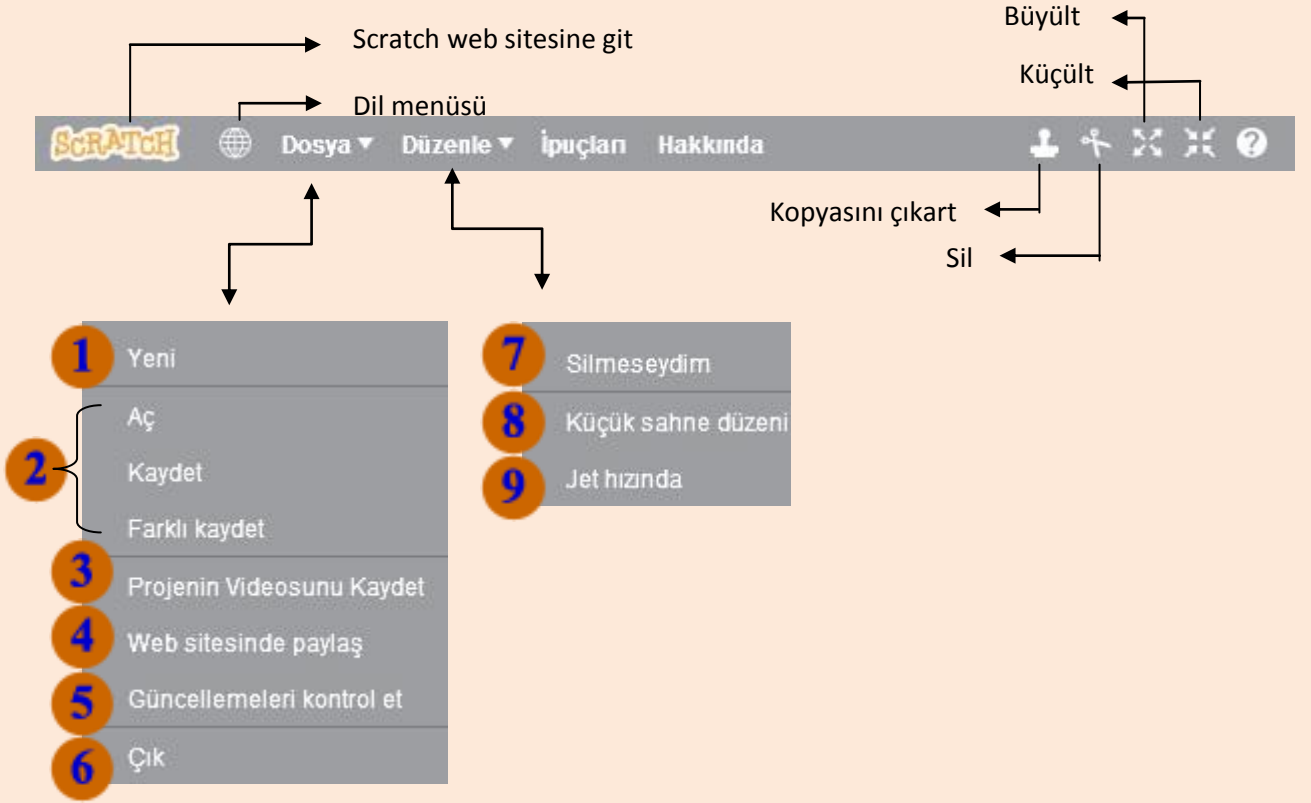 Büyült
Scratch web sitesine git
Küçült
Dil menüsü
SCRATCH Dosya Düzenle İpuçları Hakkında ?
Kopyasını çıkart
Sil
1 Yeni
2
Aç
Kaydet
Farklı kaydet
3 Projenin Videosunu Kaydet
4 Web sitesinde paylaş
5 Güncellemeleri kontrol et
6 Çık
7 Silmeseydim
8 Küçük sahne düzeni
9 Jet hızında